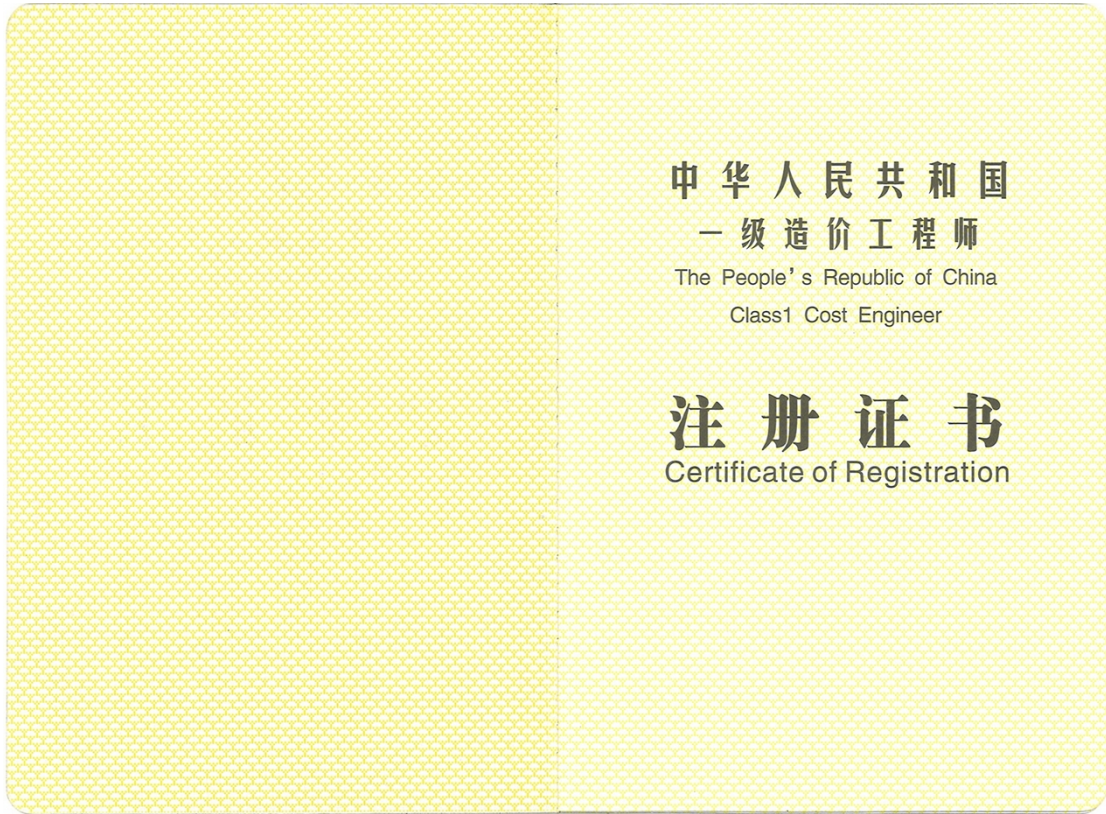 中华人民共和国
一级造价工程师
The People's Republic of China
Class1 Cost Engineer
注册证书
Certificate of Registration